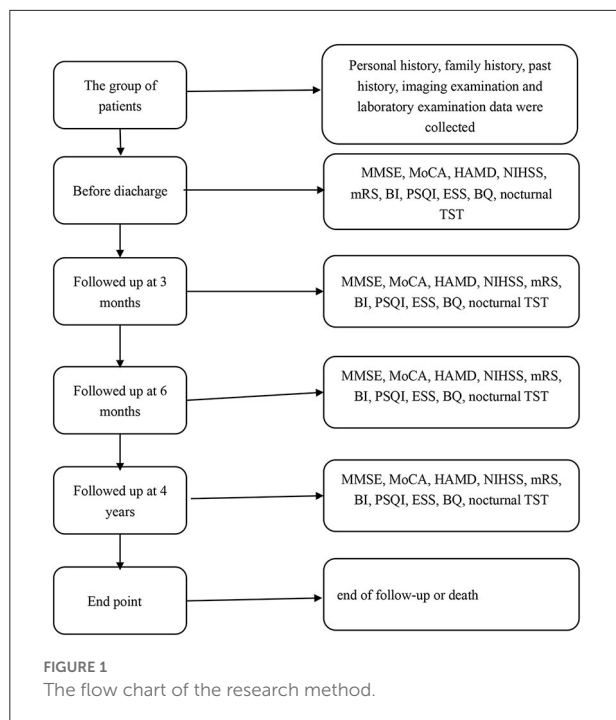 The group of
patients
Personal history, family history, past
history, imaging examination and
laboratory examination data were
collected
Before diacharge
MMSE, MoCA, HAMD, NIHSS,
mRS, BI, PSQI, ESS, BQ, nocturnal
TST
Followed up at 3
months
MMSE, MoCA, HAMD, NIHSS, mRS,
BI, PSQI, ESS, BQ, nocturnal TST
Followed up at 6
months
MMSE, MoCA, HAMD, NIHSS, mRS,
BI, PSQI, ESS, BQ, nocturnal TST
Followed up at 4
years
MMSE, MoCA, HAMD, NIHSS, mRS,
BI, PSQI, ESS, BQ, nocturnal TST
End point
end of follow-up or death
FIGURE 1
The flow chart of the research method.